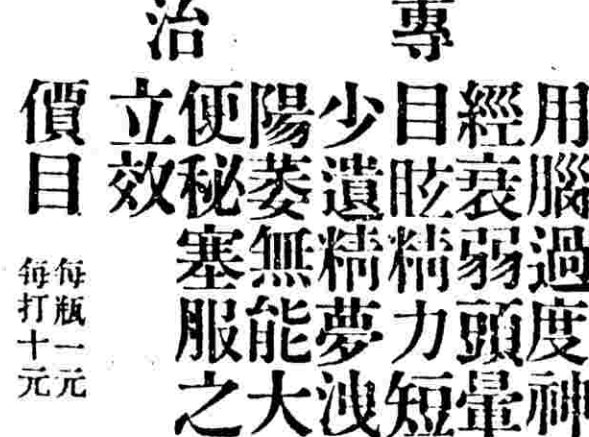 專治
用腦過度神
經衰弱頭暈
目眩精力短
少遺精夢洩
陽萎無能大
便秘塞服之
立效
價目
每瓶一元
每打十元